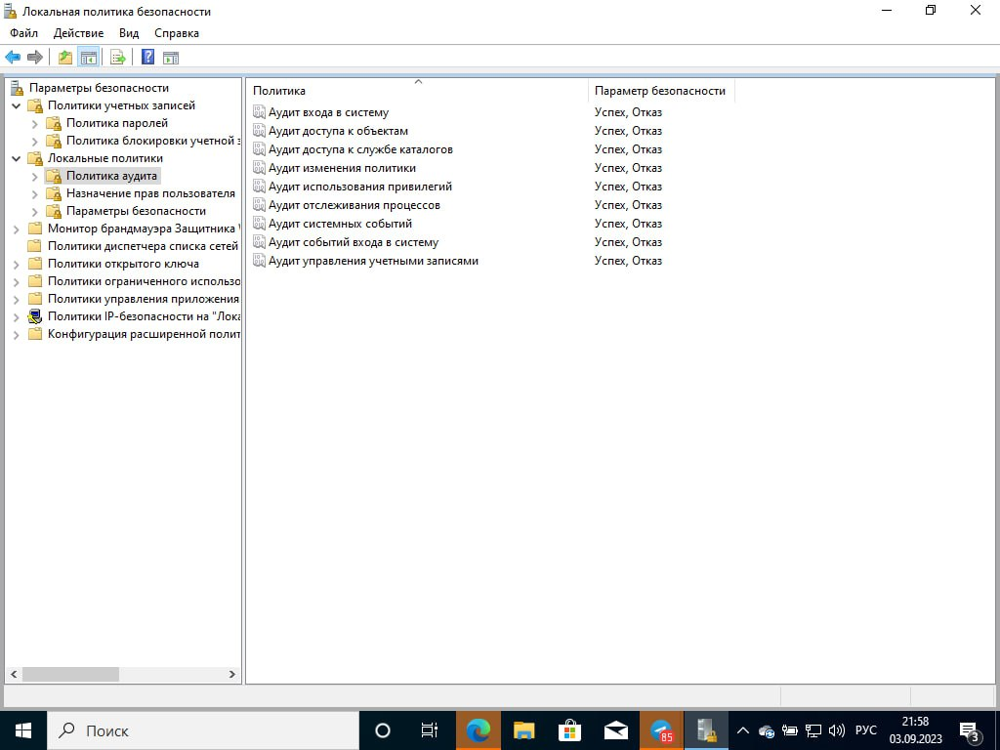 Локальная политика безопасности
Файл Действие Вид Справка
Параметры безопасности
Политики учетных записей
Политика паролей
Политика блокировки учетной з
Локальные политики
Политика аудита
Назначение прав пользователя
Параметры безопасности
Монитор брандмауэра Защитника
Политики диспетчера списка сетей
Политики открытого ключа
Политики ограниченного использо
Политики управления приложения
Политики IP-безопасности на "Лока
Конфигурация расширенной полит
Политика Параметр безопасности
Аудит входа в систему Успех, Отказ
Аудит доступа к объектам Успех, Отказ
Аудит доступа к службе каталогов Успех, Отказ
Аудит изменения политики Успех, Отказ
Аудит использования привилегий Успех, Отказ
Аудит отслеживания процессов Успех, Отказ
Аудит системных событий Успех, Отказ
Аудит событий входа в систему Успех, Отказ
Аудит управления учетными записями Успех, Отказ
Поиск
85
РУС
21:58
03.09.2023
3